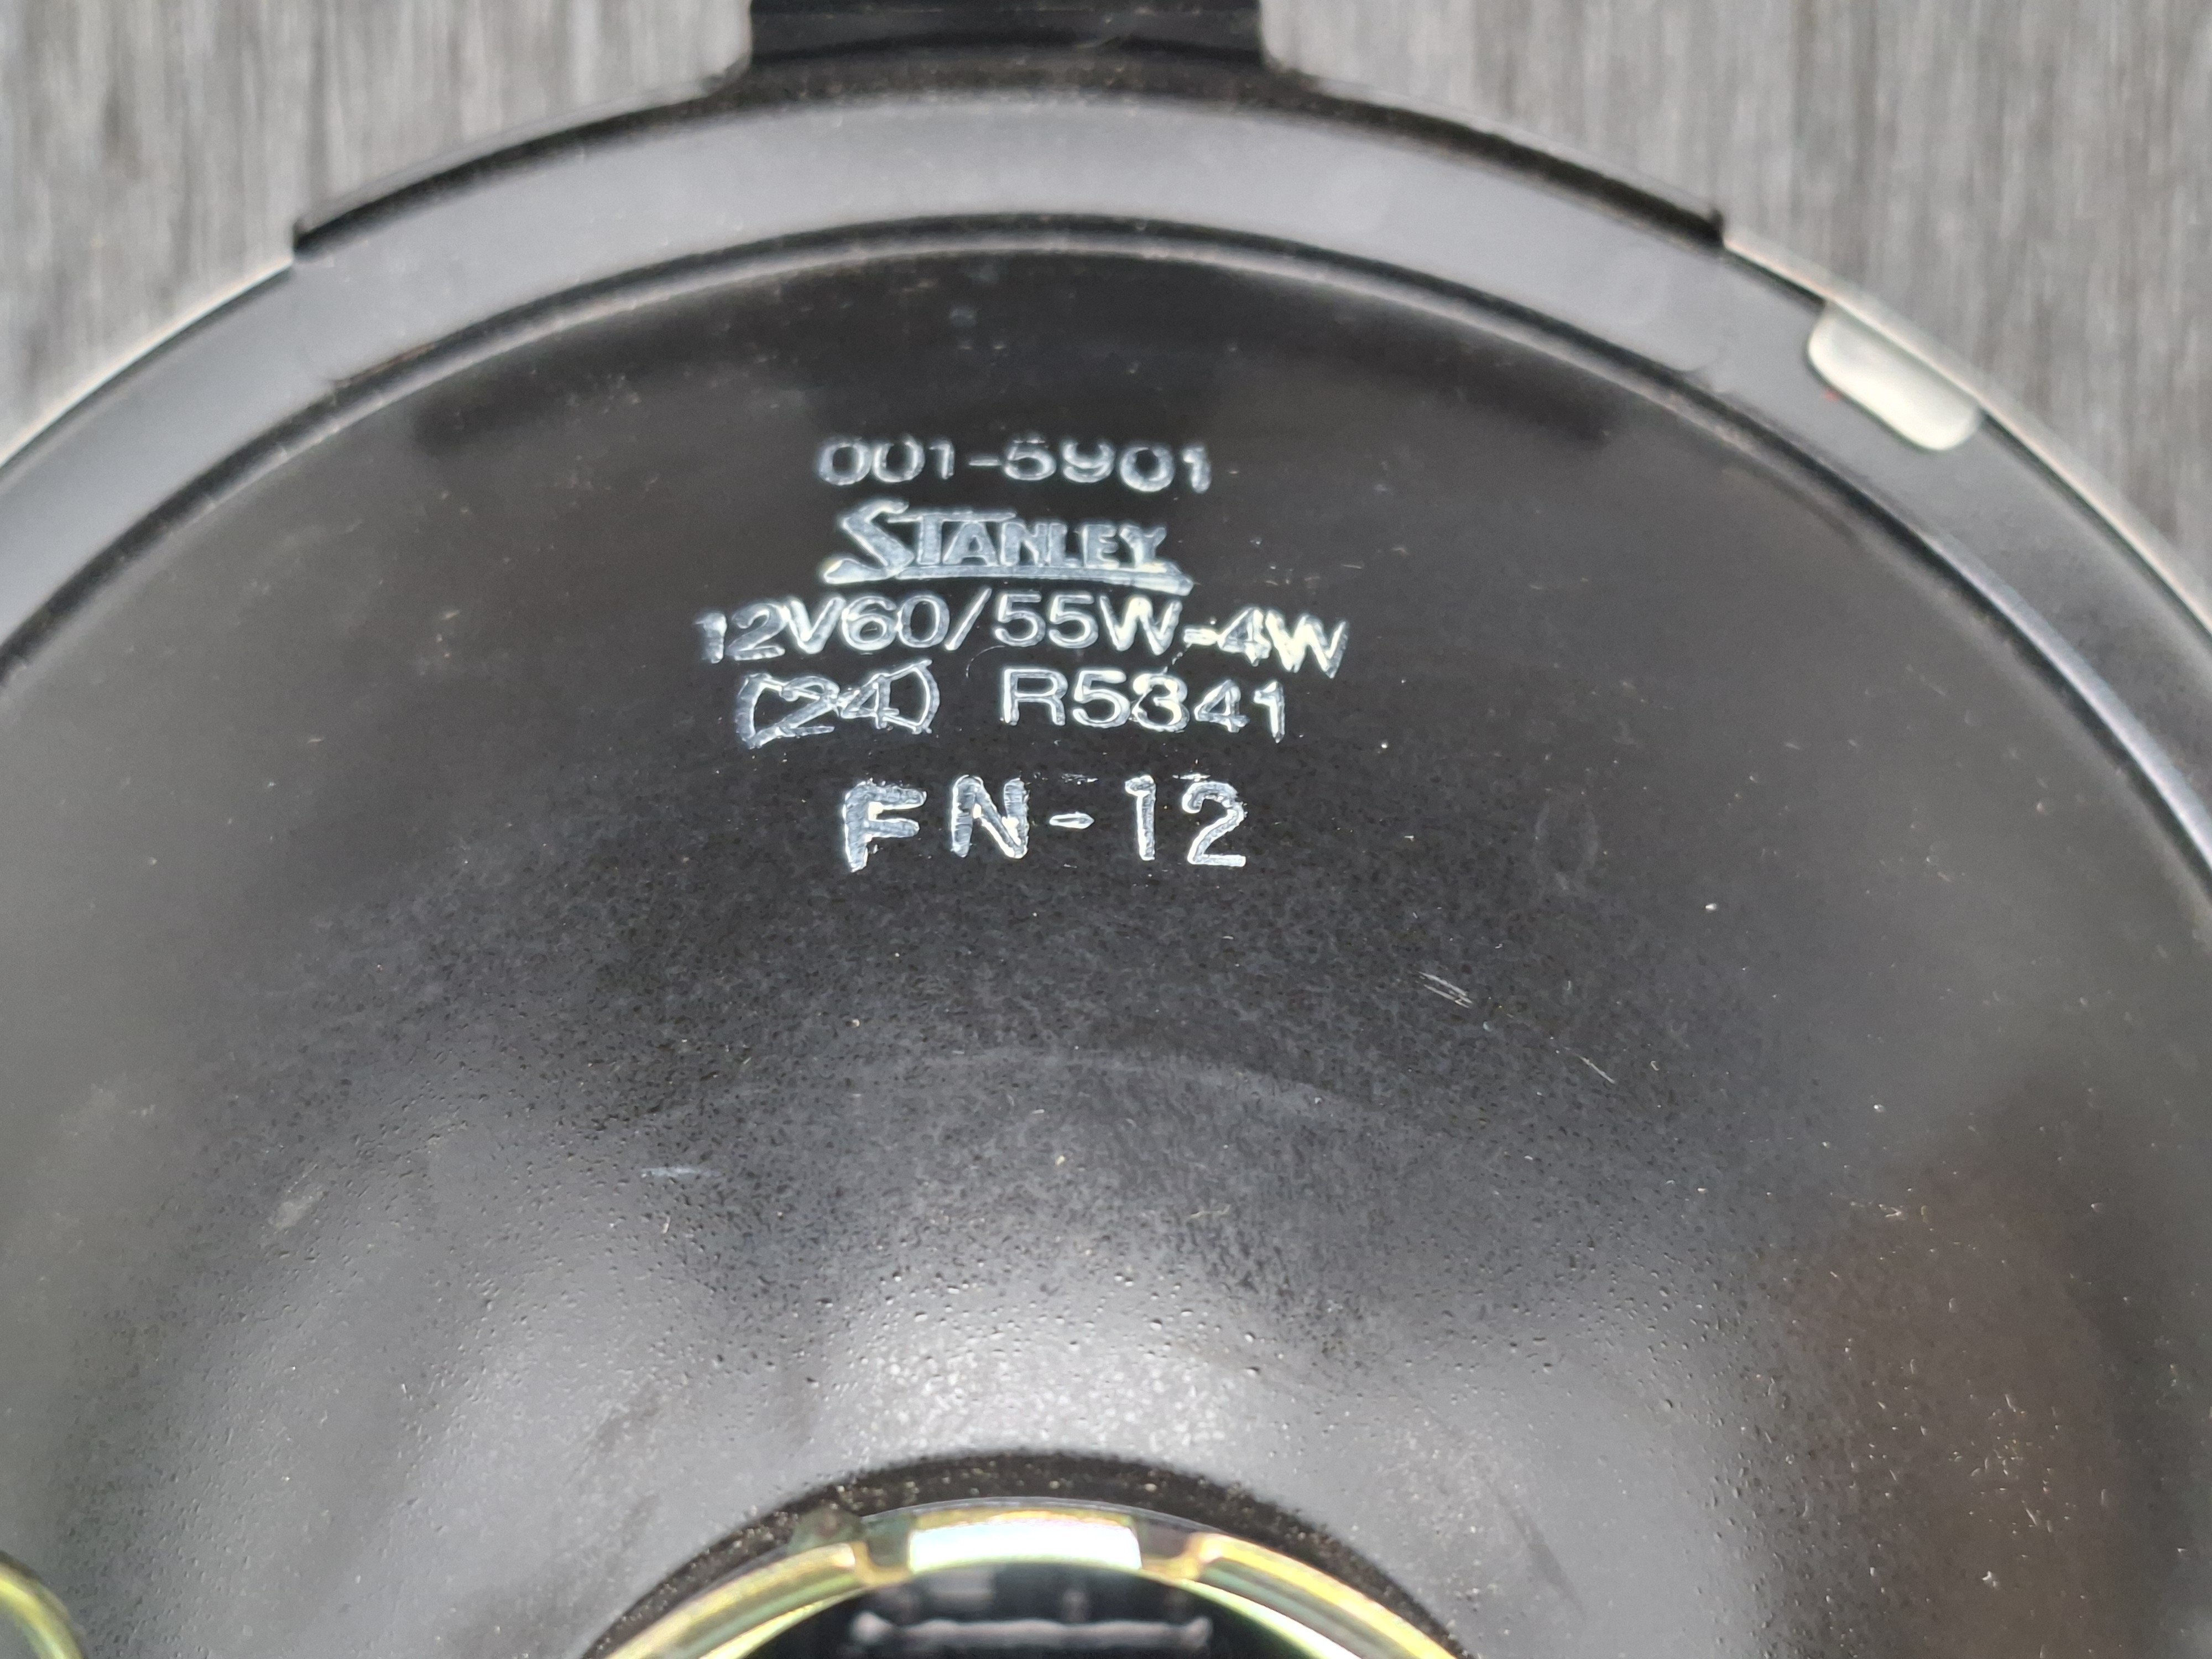 001-5901
STANLEY
12V60/55W-4W
(24) R5341
FN-12